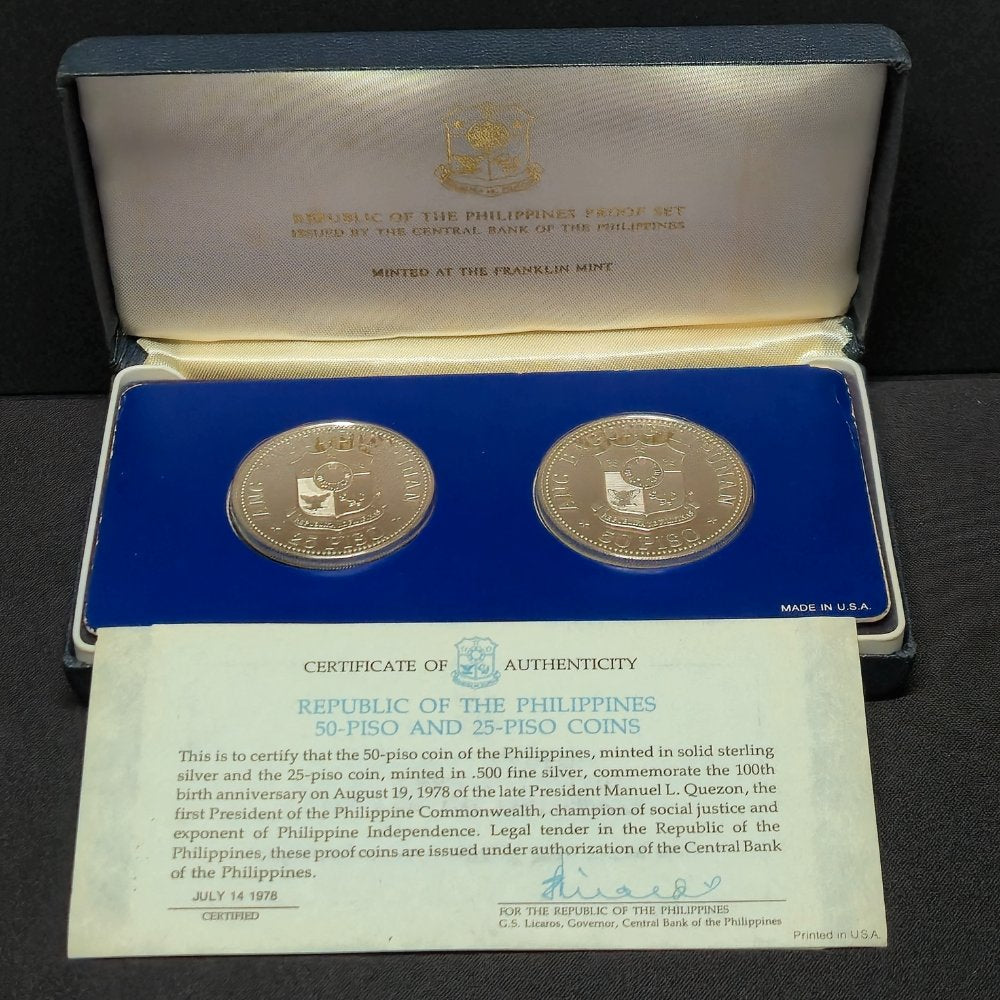 REPUBLIC OF THE PHILIPPINES PROOF SET
ISSUED BY THE CENTRAL BANK OF THE PHILIPPINES
MINTED AT THE FRANKLIN MINT
ANG BAGONG LIPUNAN
25 PISO
ANG BAGONG LIPUNAN
50 PISO
MADE IN U.S.A.
CERTIFICATE OF AUTHENTICITY
REPUBLIC OF THE PHILIPPINES
50-PISO AND 25-PISO COINS
This is to certify that the 50-piso coin of the Philippines, minted in solid sterling
silver and the 25-piso coin, minted in .500 fine silver, commemorate the 100th
birth anniversary on August 19, 1978 of the late President Manuel L. Quezon, the
first President of the Philippine Commonwealth, champion of social justice and
exponent of Philippine Independence. Legal tender in the Republic of the
Philippines, these proof coins are issued under authorization of the Central Bank
of the Philippines.
JULY 14 1978
CERTIFIED
FOR THE REPUBLIC OF THE PHILIPPINES
G.S. Licaros, Governor, Central Bank of the Philippines
Printed in U.S.A.